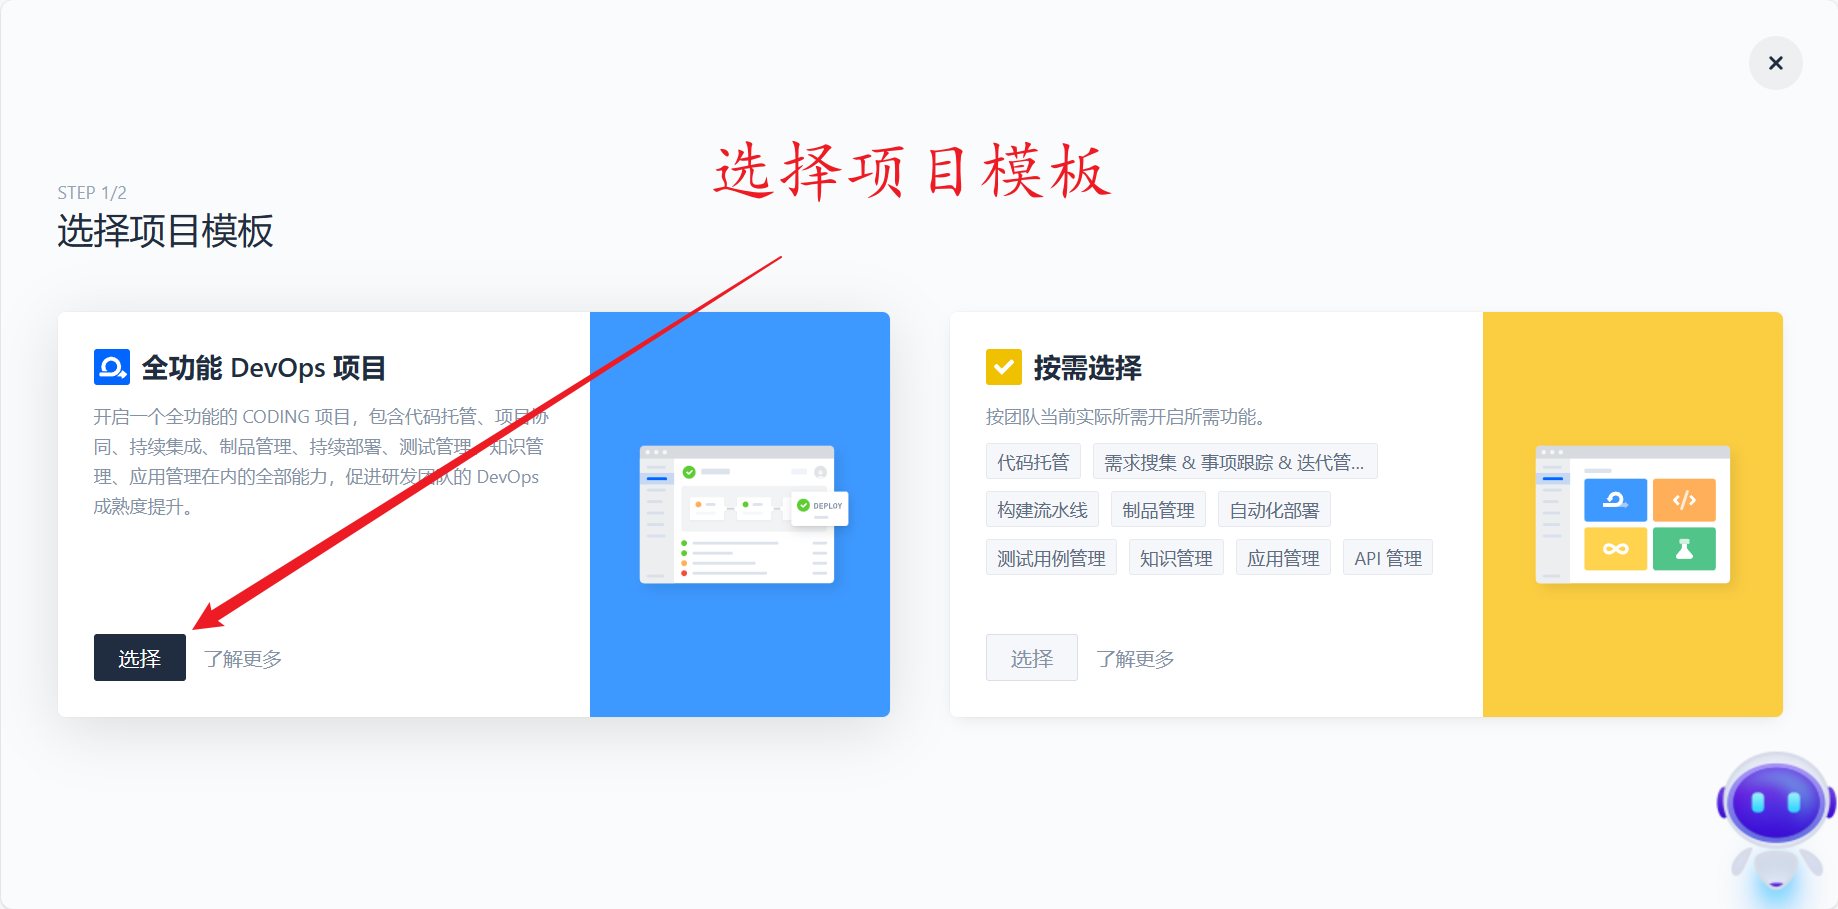 选择项目模板
STEP 1/2
选择项目模板
全功能 DevOps 项目
开启一个全功能的 CODING 项目，包含代码托管、项目协
同、持续集成、制品管理、持续部署、测试管理、知识管
理、应用管理在内的全部能力，促进研发团队的 DevOps
成熟度提升。
选择 了解更多
DEPLOY
按需选择
按团队当前实际所需开启所需功能。
代码托管 需求搜集 & 事项跟踪 & 迭代管...
构建流水线 制品管理 自动化部署
测试用例管理 知识管理 应用管理 API 管理
选择 了解更多